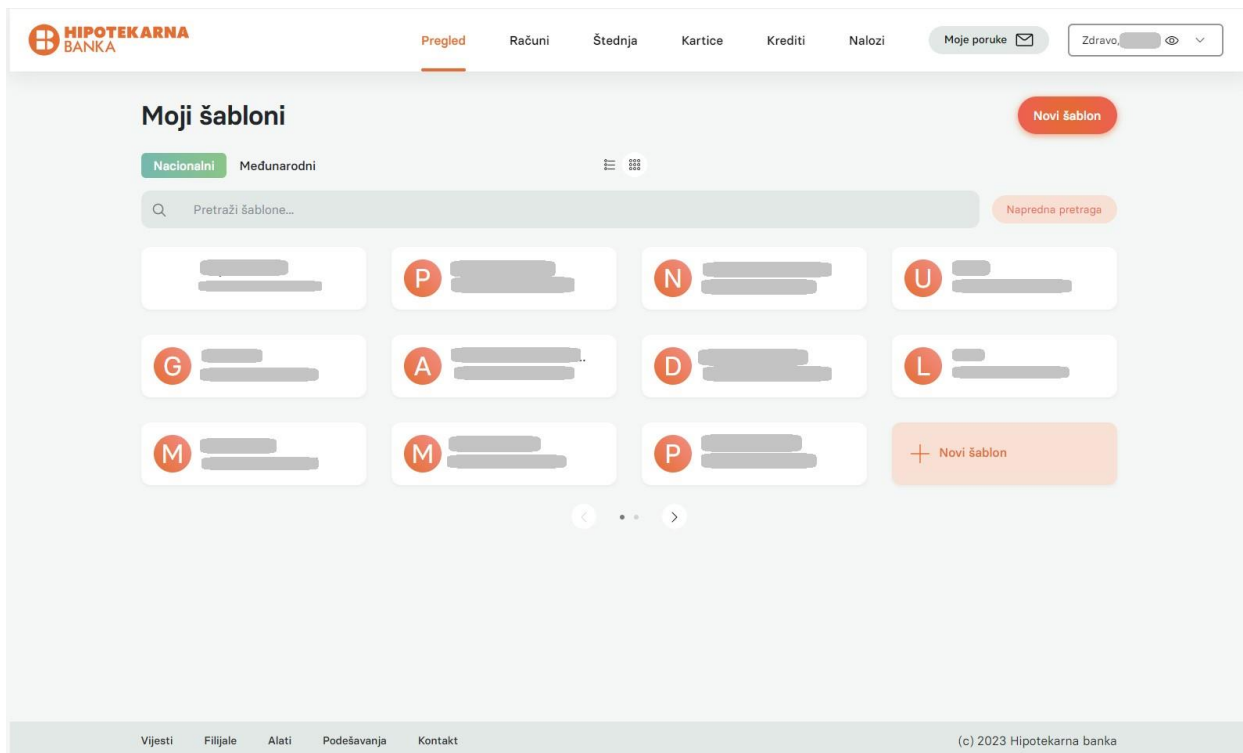 HIPOTEKARNA
BANKA
Pregled
Računi
Štednja
Kartice
Krediti
Nalozi
Moje poruke
Zdravo,
Moji šabloni
Novi šablon
Nacionalni
Međunarodni
Pretraži šablone...
Napredna pretraga
P
N
U
G
A
..
D
L
M
M
P
Novi šablon
Vijesti
Filijale
Alati
Podešavanja
Kontakt
(c) 2023 Hipotekarna banka